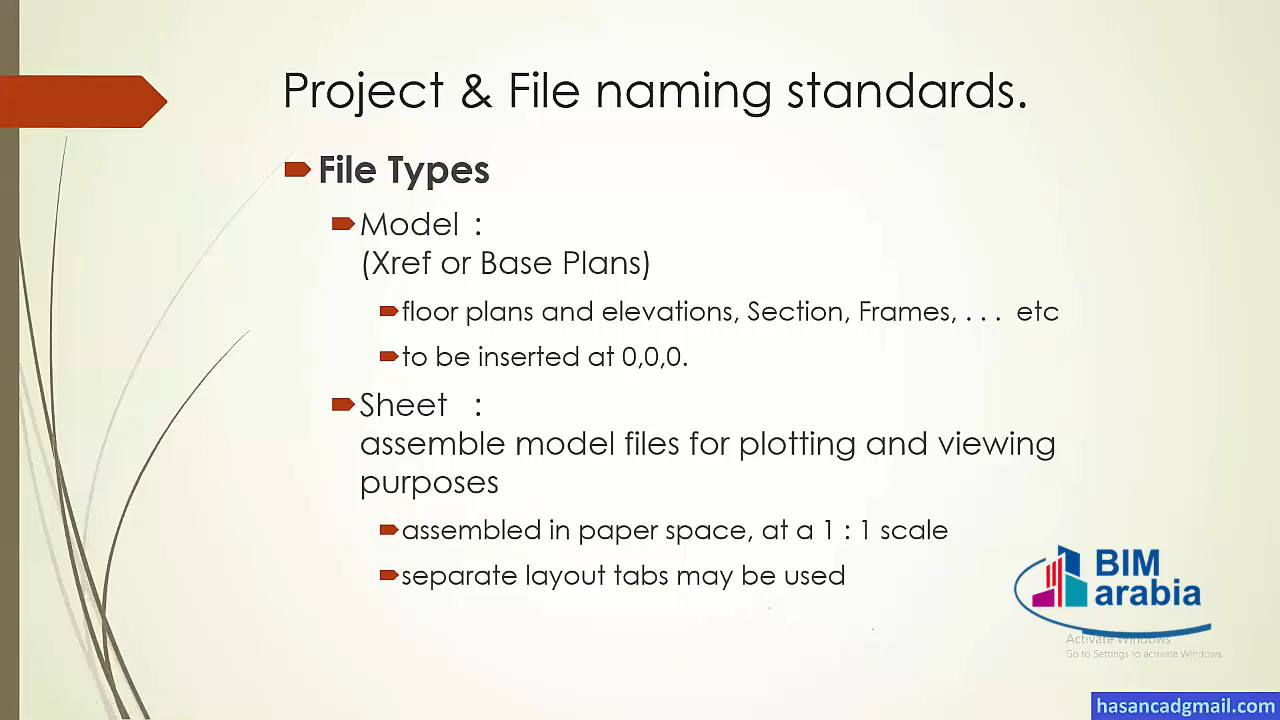 Project & File naming standards.
File Types
Model :
(Xref or Base Plans)
floor plans and elevations, Section, Frames, . . . etc
to be inserted at 0,0,0.
Sheet :
assemble model files for plotting and viewing
purposes
assembled in paper space, at a 1 : 1 scale
separate layout tabs may be used
BIM
arabia
Activate Windows
Go to Settings to activate Windows.
hasancadgmail.com